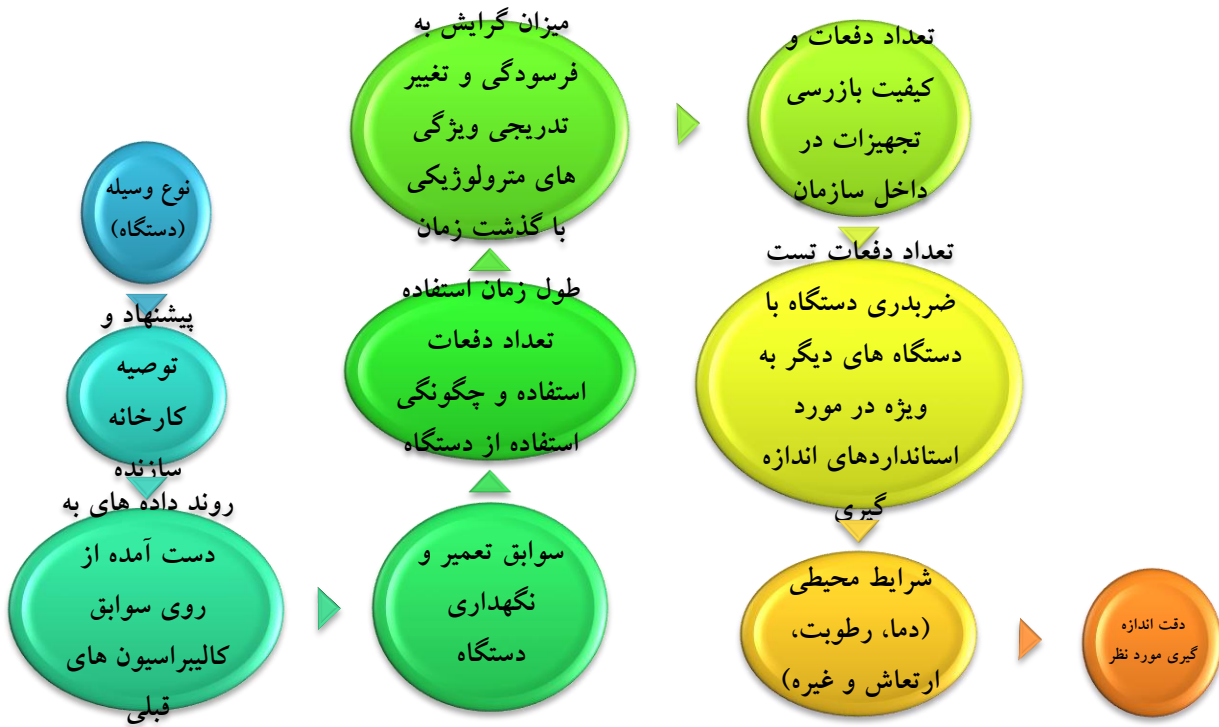 نوع وسیله
(دستگاه)
پیشنهاد و
توصیه
کارخانه
سازنده
روند داده های به
دست آمده از
روی سوابق
کالیبراسیون های
قبلی
سوابق تعمیر و
نگهداری
دستگاه
طول زمان استفاده
تعداد دفعات
استفاده و چگونگی
استفاده از دستگاه
میزان گرایش به
فرسودگی و تغییر
تدریجی ویژگی
های مترولوژیکی
با گذشت زمان
تعداد دفعات و
کیفیت بازرسی
تجهیزات در
داخل سازمان
تعداد دفعات تست
ضربدری دستگاه با
دستگاه های دیگر به
ویژه در مورد
استانداردهای اندازه
گیری
شرایط محیطی
(دما، رطوبت،
ارتعاش و غیره)
دقت اندازه
گیری مورد نظر